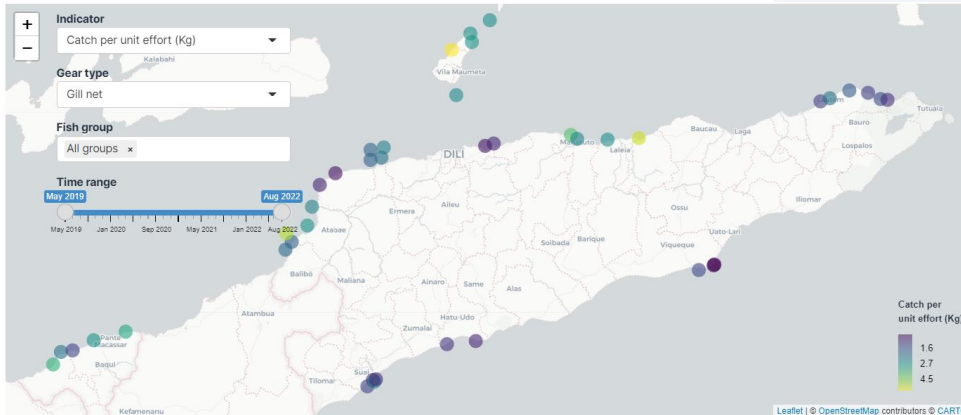 +
−
Indicator
Catch per unit effort (Kg)
Gear type
Gill net
Fish group
All groups ×
Time range
May 2019 Aug 2022
May 2019 Jan 2020 Sep 2020 May 2021 Jan 2022 Aug 2022
Kalabahi
Vila Maumeta
Tutuala
Bauro
Lospalos
Baucau
Laga
Laleia
DILI
Iliomar
Ermera
Aileu
Ossu
Atabae
Uato-Lari
Soibada
Barique
Viqueque
Balibó
Maliana
Ainaro
Same
Alas
Atambua
Hatu-Udo
Zumalai
Pante
Macassar
Baqui
Tilomar
Suai
Kefamenanu
Catch per
unit effort (Kg)
1.6
2.7
4.5
Leaflet | © OpenStreetMap contributors © CART